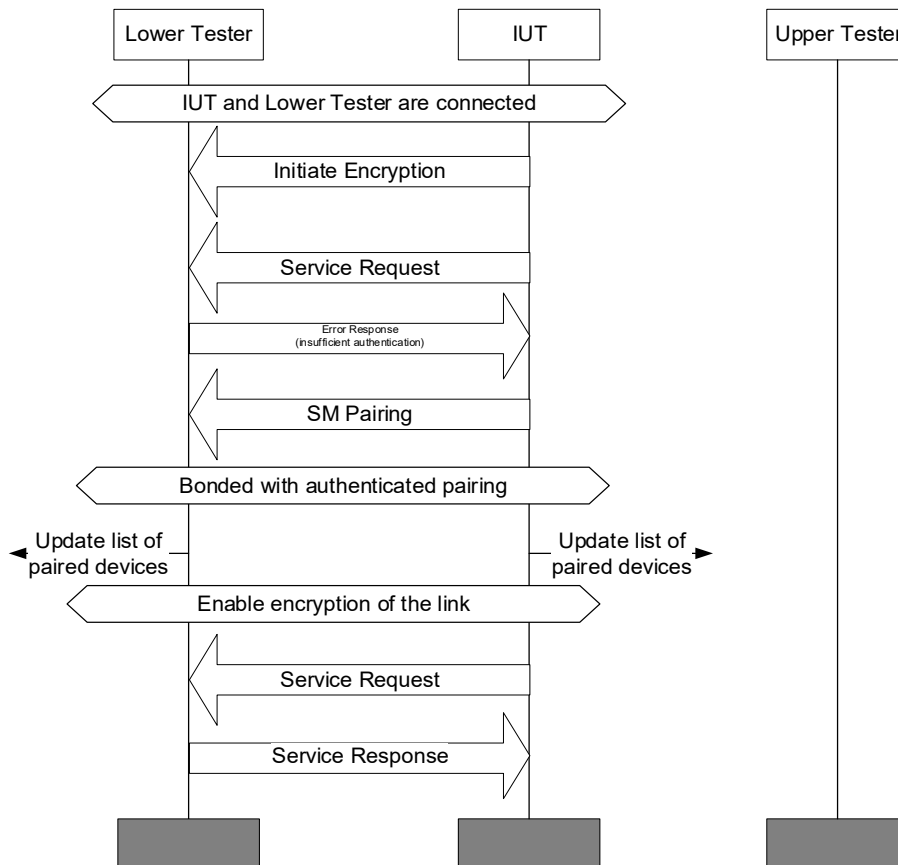 Lower Tester
IUT
Upper Tester
IUT and Lower Tester are connected
Initiate Encryption
Service Request
Error Response
(insufficient authentication)
SM Pairing
Bonded with authenticated pairing
Update list of
paired devices
Update list of
paired devices
Enable encryption of the link
Service Request
Service Response